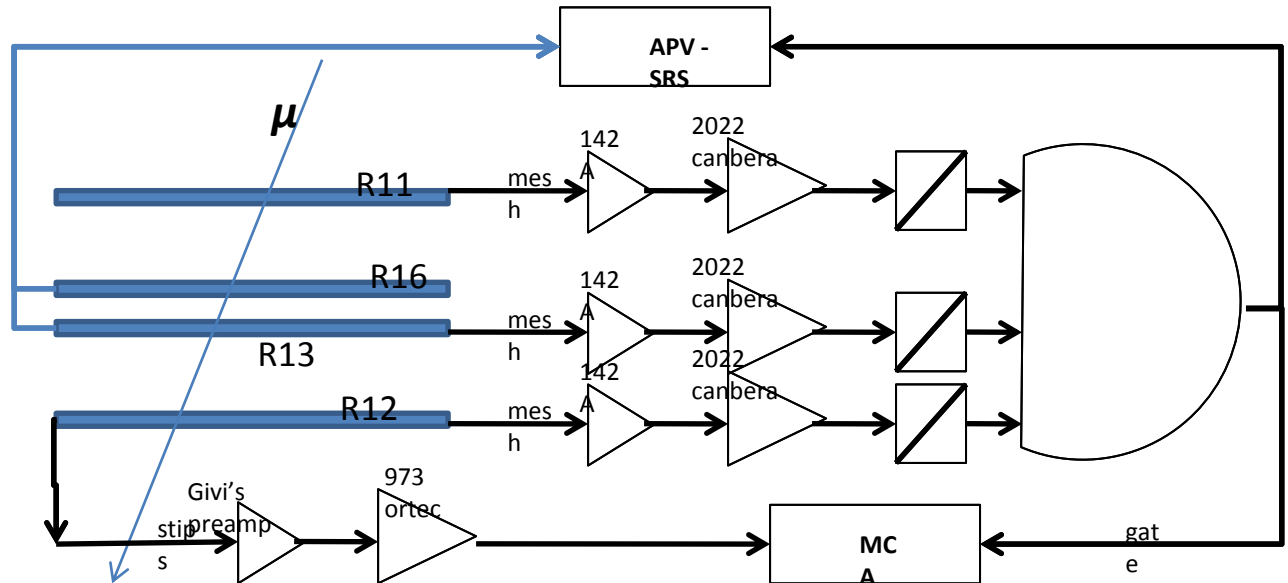 APV -
SRS
μ
142
A
2022
canbera
R11
mes
h
R16
142
A
2022
canbera
mes
h
R13
142
A
2022
canbera
R12
mes
h
Givi's
preamp
973
ortec
stip
s
MC
A
gat
e